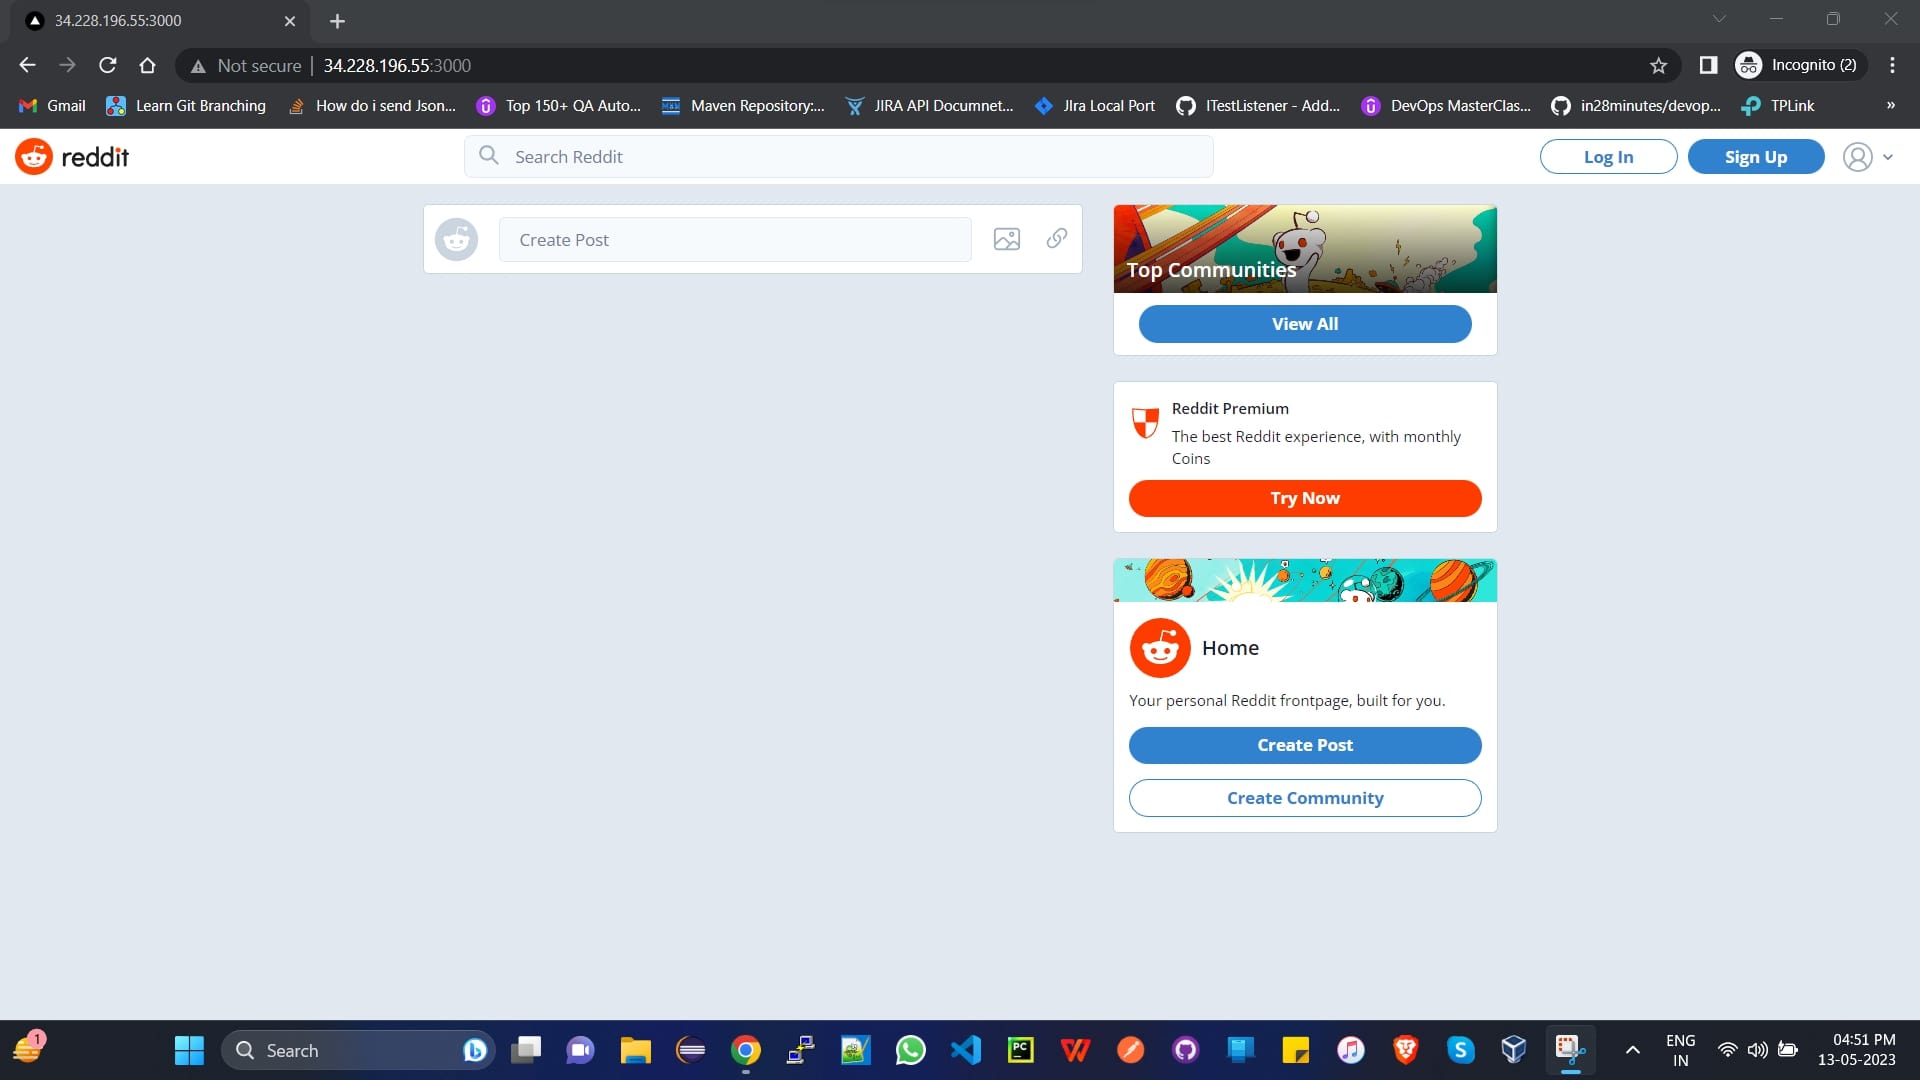 34.228.196.55:3000
Not secure
34.228.196.55:3000
Incognito (2)
Gmail
Learn Git Branching
How do i send Json...
Top 150+ QA Auto...
Maven Repository:...
JIRA API Documnet...
JIra Local Port
ITestListener - Add...
DevOps MasterClas...
in28minutes/devop...
TPLink
»
reddit
Search Reddit
Log In
Sign Up
Create Post
Top Communities
View All
Reddit Premium
The best Reddit experience, with monthly
Coins
Try Now
Home
Your personal Reddit frontpage, built for you.
Create Post
Create Community
1
Search
ENG
IN
04:51 PM
13-05-2023